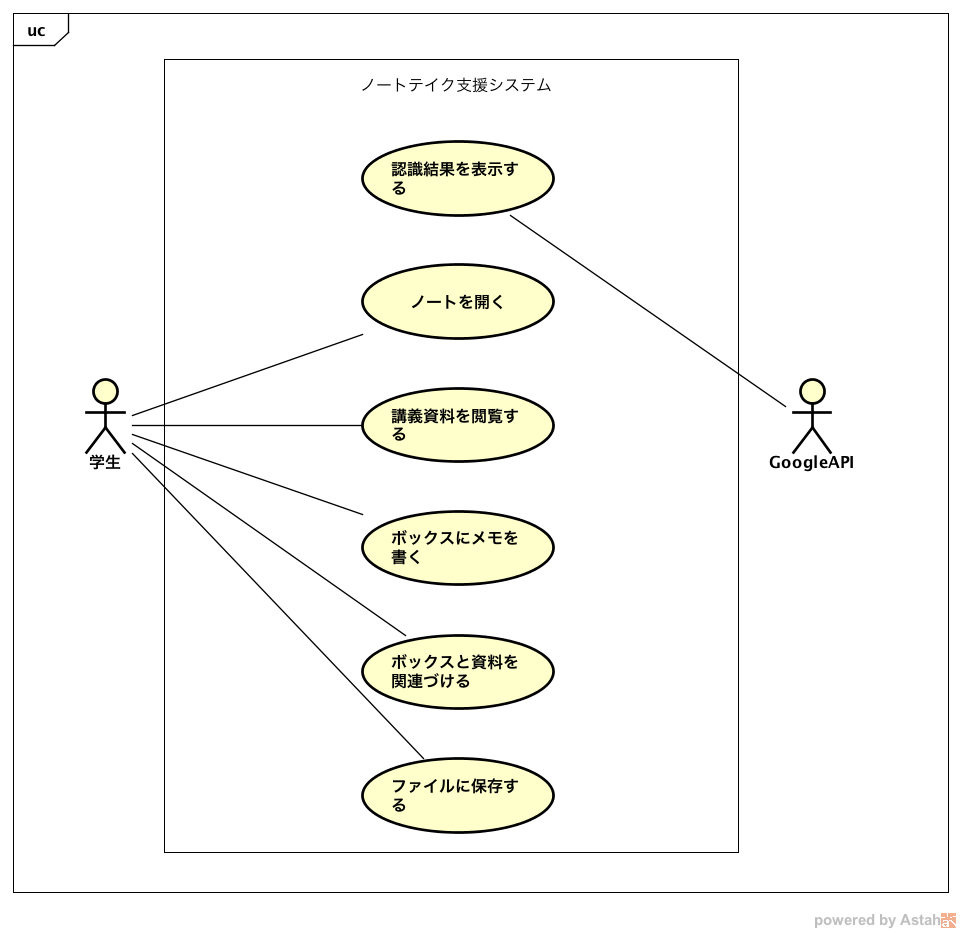 uc
ノートテイク支援システム
認識結果を表示す
る
ノートを開く
講義資料を閲覧す
る
学生
GoogleAPI
ボックスにメモを
書く
ボックスと資料を
関連づける
ファイルに保存す
る
powered by Astah